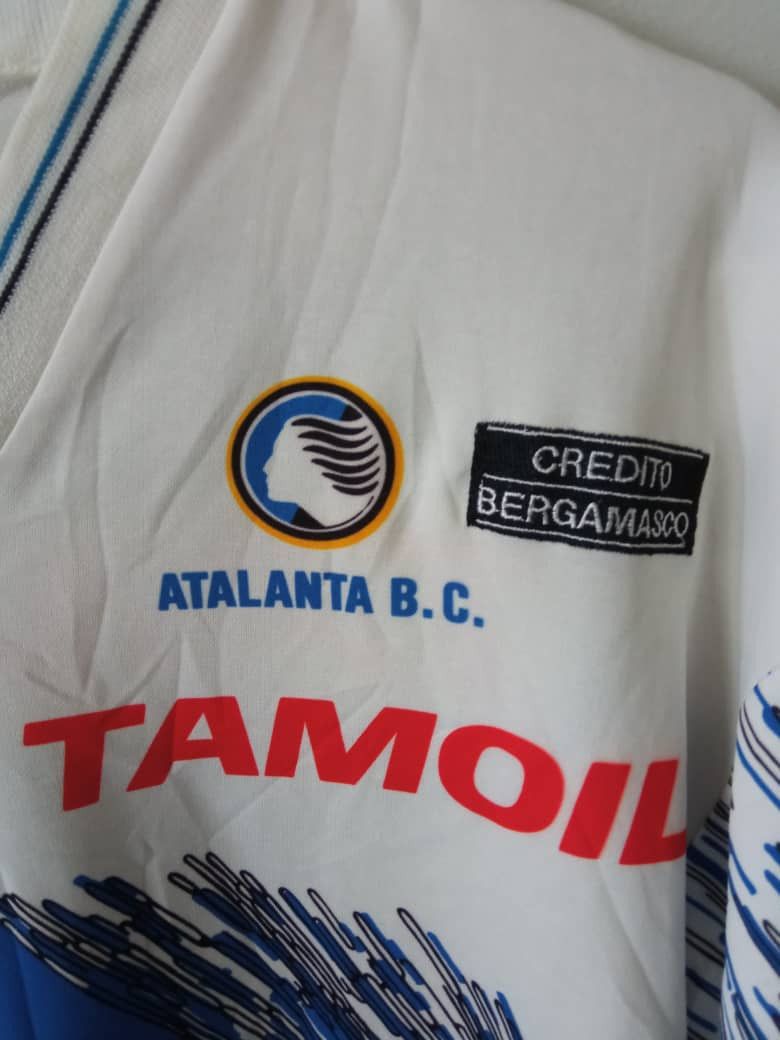 CREDITO
BERGAMASCO
ATALANTA B.C.
TAMOIL